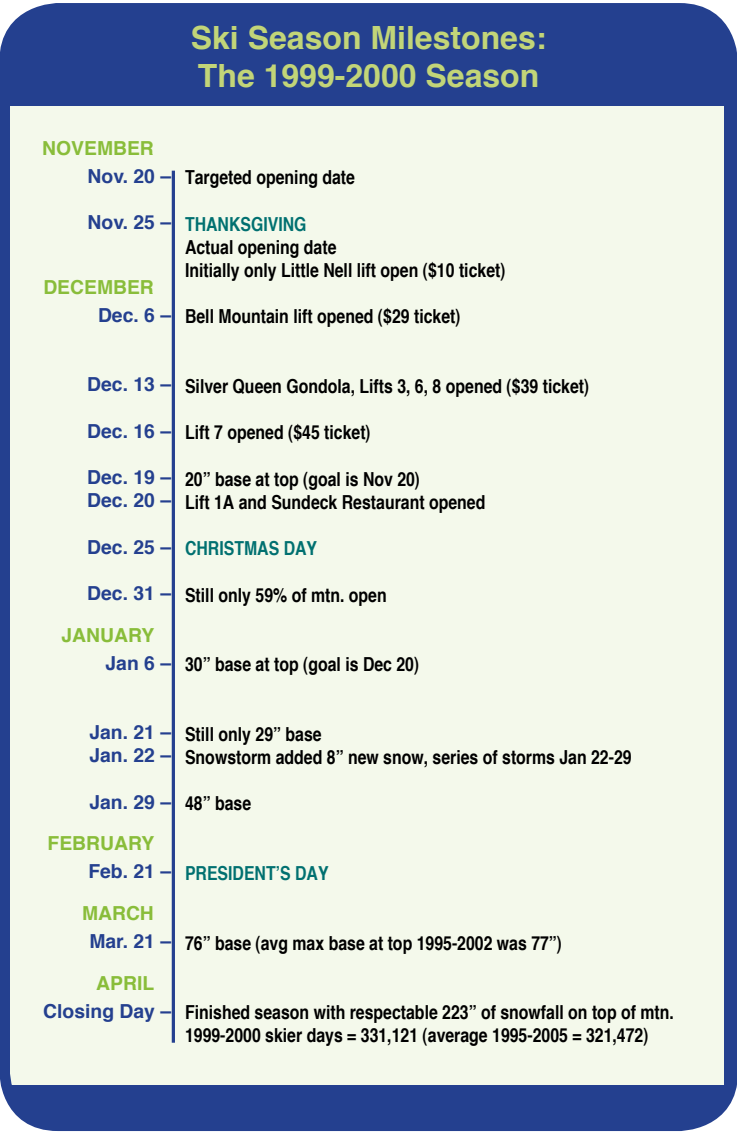 Ski Season Milestones:
The 1999-2000 Season
NOVEMBER
Nov. 20 Targeted opening date
Nov. 25 THANKSGIVING
Actual opening date
Initially only Little Nell lift open ($10 ticket)
DECEMBER
Dec. 6 Bell Mountain lift opened ($29 ticket)
Dec. 13 Silver Queen Gondola, Lifts 3, 6, 8 opened ($39 ticket)
Dec. 16 Lift 7 opened ($45 ticket)
Dec. 19 20” base at top (goal is Nov 20)
Dec. 20 Lift 1A and Sundeck Restaurant opened
Dec. 25 CHRISTMAS DAY
Dec. 31 Still only 59% of mtn. open
JANUARY
Jan 6 30” base at top (goal is Dec 20)
Jan. 21 Still only 29” base
Jan. 22 Snowstorm added 8” new snow, series of storms Jan 22-29
Jan. 29 48” base
FEBRUARY
Feb. 21 PRESIDENT’S DAY
MARCH
Mar. 21 76” base (avg max base at top 1995-2002 was 77”)
APRIL
Closing Day Finished season with respectable 223” of snowfall on top of mtn.
1999-2000 skier days = 331,121 (average 1995-2005 = 321,472)